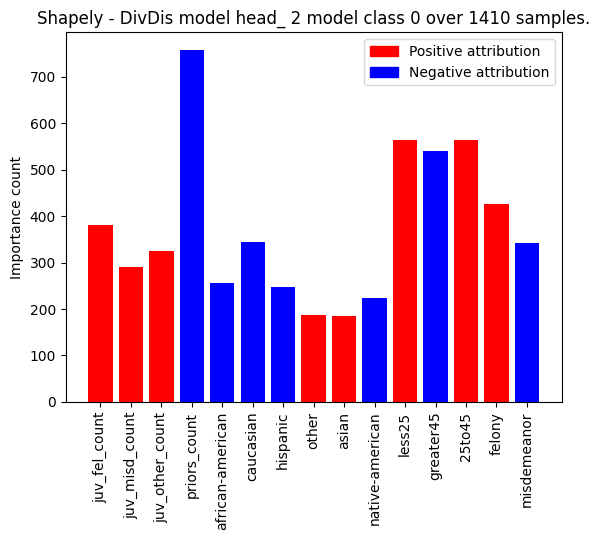 Shapely - DivDis model head_ 2 model class 0 over 1410 samples.
Positive attribution
Negative attribution
Importance count
700
600
500
400
300
200
100
0
juv_fel_count
juv_misd_count
juv_other_count
priors_count
african-american
caucasian
hispanic
other
asian
native-american
less25
greater45
25to45
felony
misdemeanor